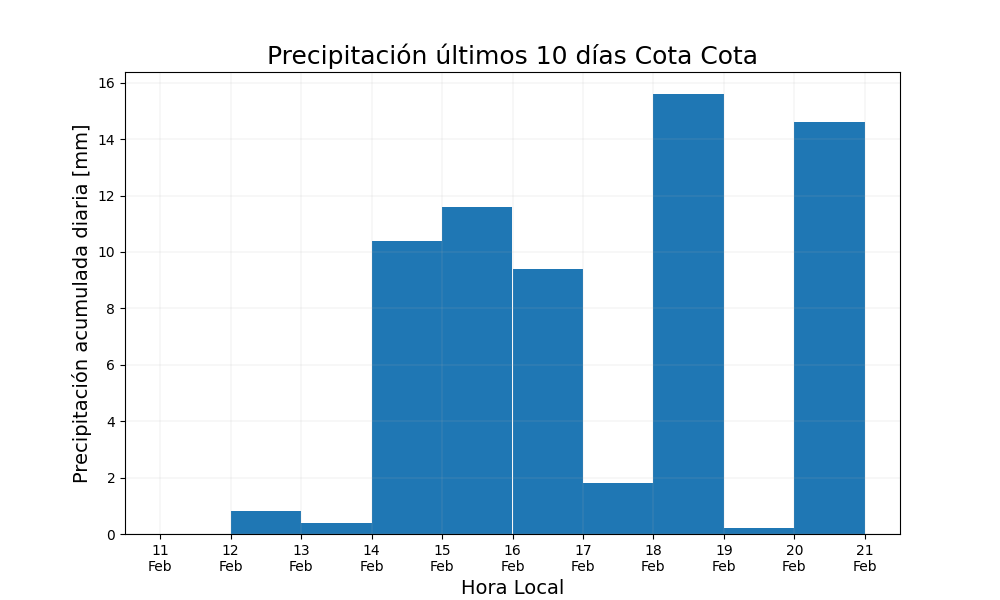 Precipitación últimos 10 días Cota Cota
Precipitación acumulada diaria [mm]
16
14
12
10
8
6
4
2
0
11 12 13 14 15 16 17 18 19 20 21
Feb Feb Feb Feb Feb Feb Feb Feb Feb Feb Feb
Hora Local